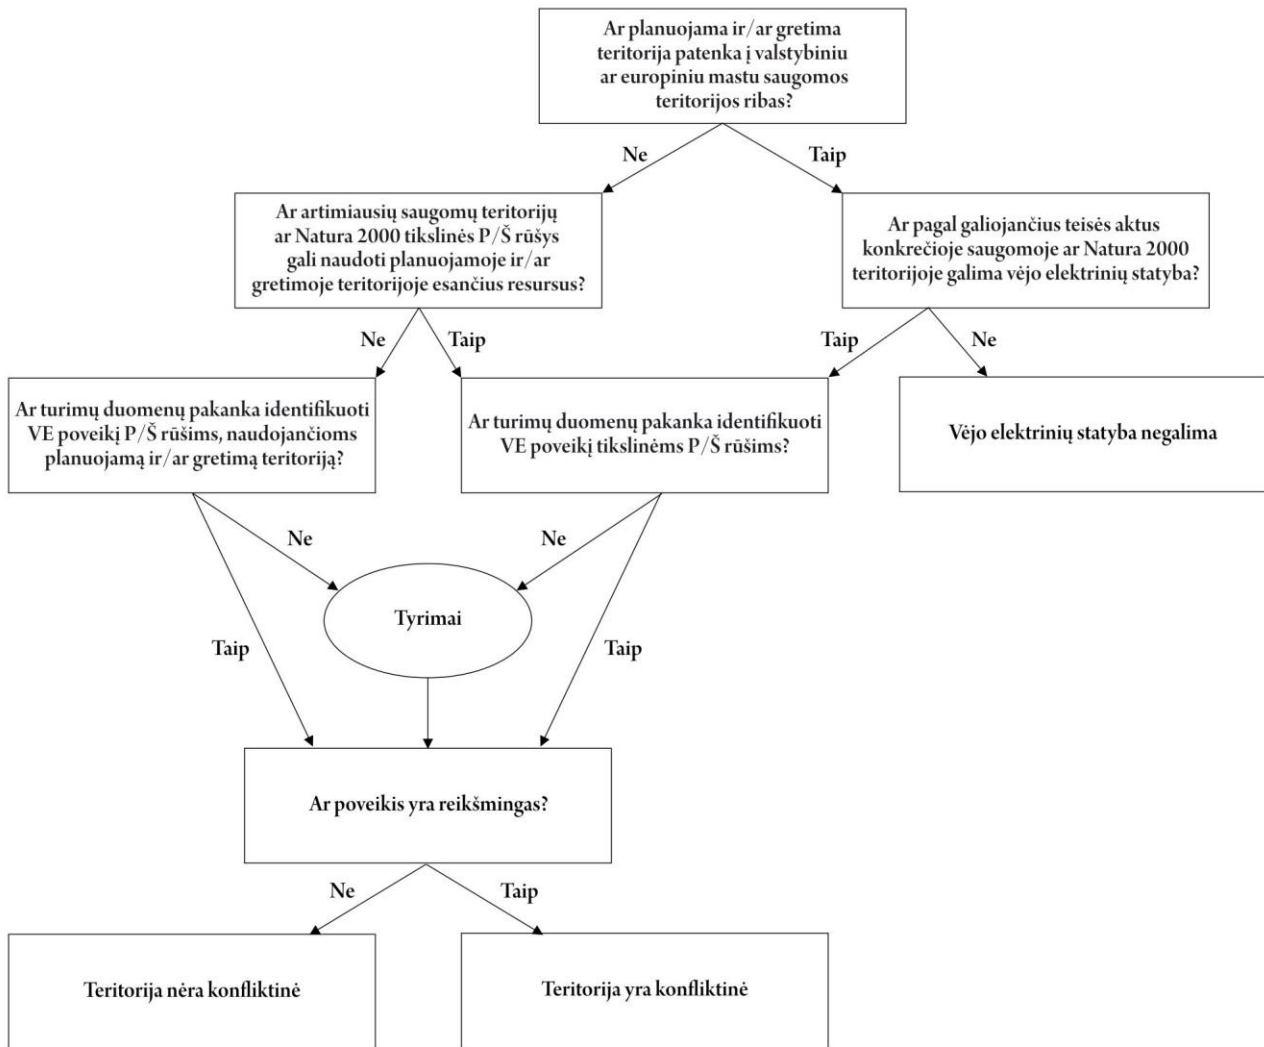 Ar planuojama ir/ar gretima
teritorija patenka į valstybiniu
ar europiniu mastu saugomos
teritorijos ribas?
Ne
Taip
Ar artimiausių saugomų teritorijų
ar Natura 2000 tikslinės P/Š rūšys
gali naudoti planuojamoje ir/ar
gretimoje teritorijoje esančius resursus?
Ar pagal galiojančius teisės aktus
konkrečioje saugomoje ar Natura 2000
teritorijoje galima vėjo elektrinių statyba?
Ne
Taip
Taip
Ne
Ar turimų duomenų pakanka identifikuoti
VE poveikį P/Š rūšims, naudojančioms
planuojamą ir/ar gretimą teritoriją?
Ar turimų duomenų pakanka identifikuoti
VE poveikį tikslinėms P/Š rūšims?
Vėjo elektrinių statyba negalima
Ne
Ne
Tyrimai
Taip
Taip
Ar poveikis yra reikšmingas?
Ne
Taip
Teritorija nėra konfliktinė
Teritorija yra konfliktinė